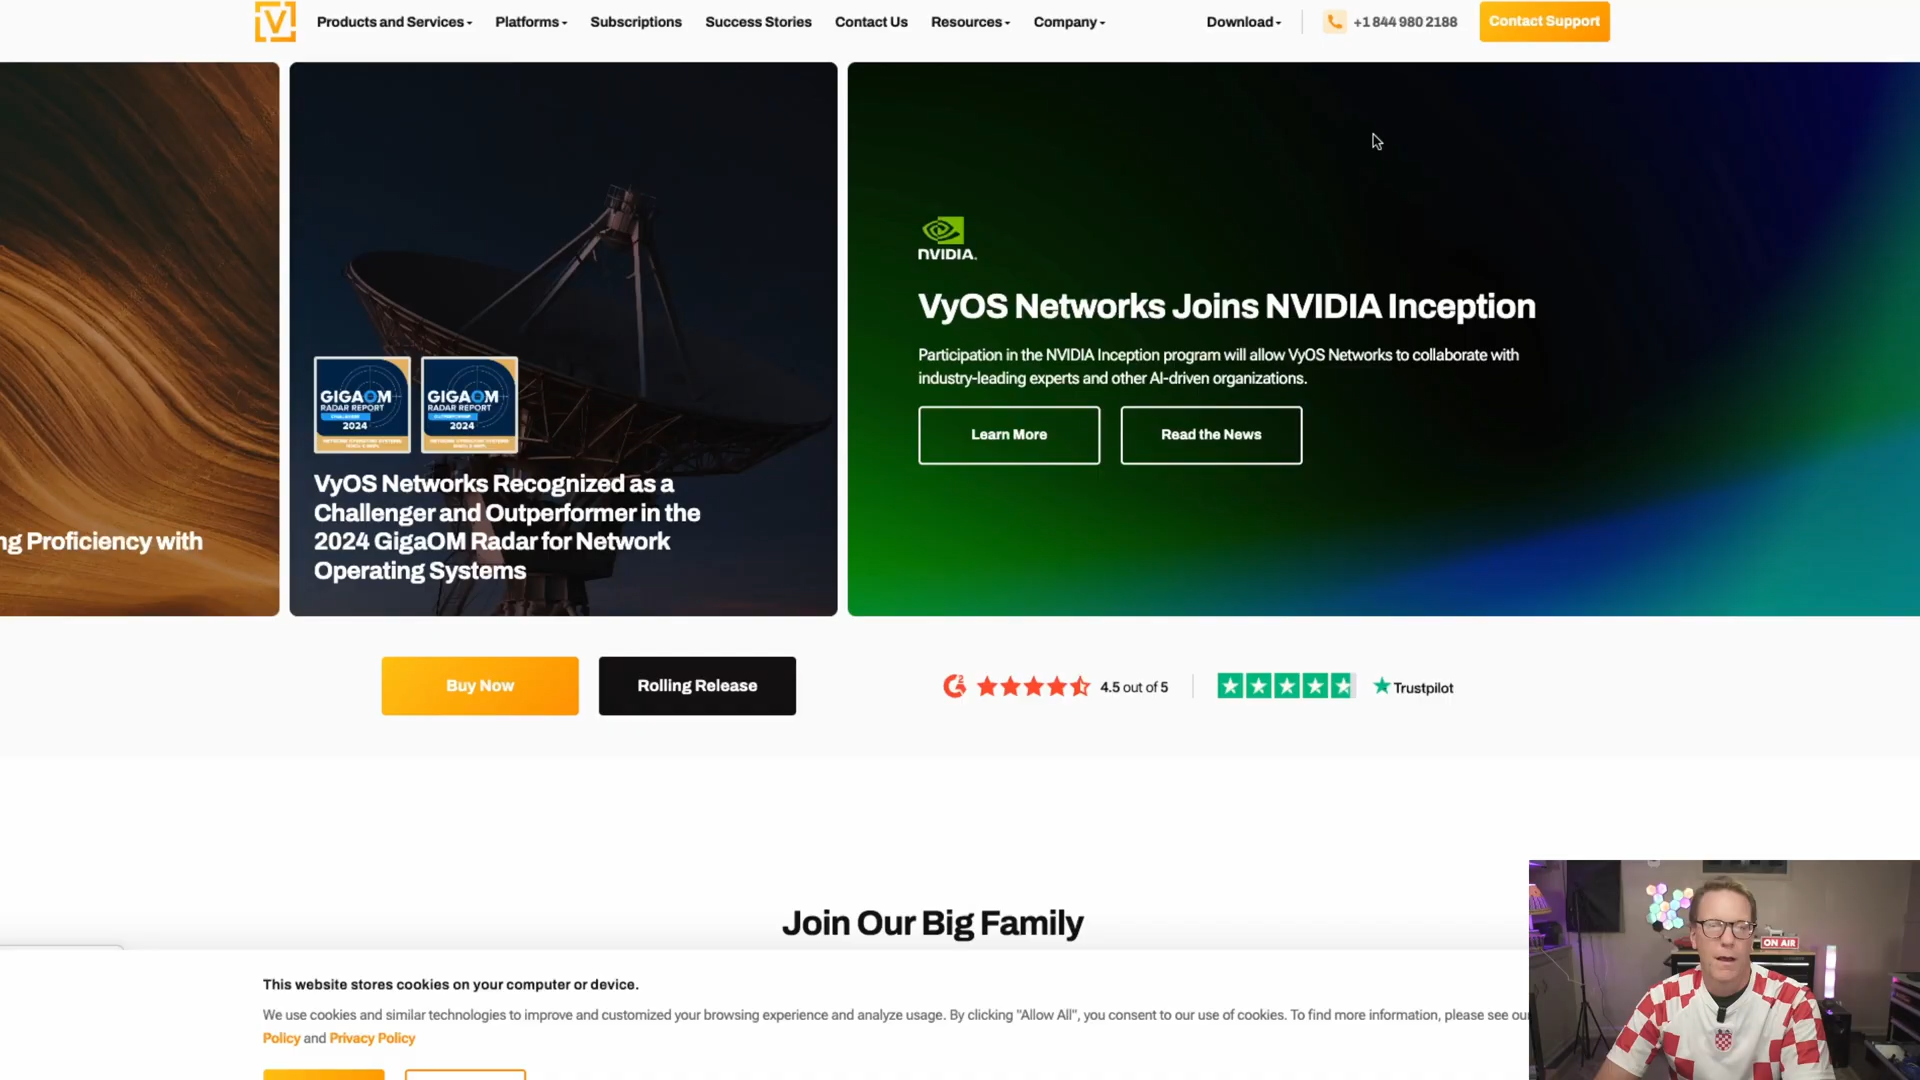 Products and Services
Platforms
Subscriptions
Success Stories
Contact Us
Resources
Company
Download
+1 844 980 2188
Contact Support
ng Proficiency with
GIGAOM
RADAR REPORT
2024
GIGAOM
RADAR REPORT
2024
VyOS Networks Recognized as a
Challenger and Outperformer in the
2024 GigaOM Radar for Network
Operating Systems
NVIDIA.
VyOS Networks Joins NVIDIA Inception
Participation in the NVIDIA Inception program will allow VyOS Networks to collaborate with
industry-leading experts and other AI-driven organizations.
Learn More
Read the News
Buy Now
Rolling Release
4.5 out of 5
Trustpilot
Join Our Big Family
This website stores cookies on your computer or device.
We use cookies and similar technologies to improve and customized your browsing experience and analyze usage. By clicking "Allow All", you consent to our use of cookies. To find more information, please see ou
Policy and Privacy Policy
ON AIR